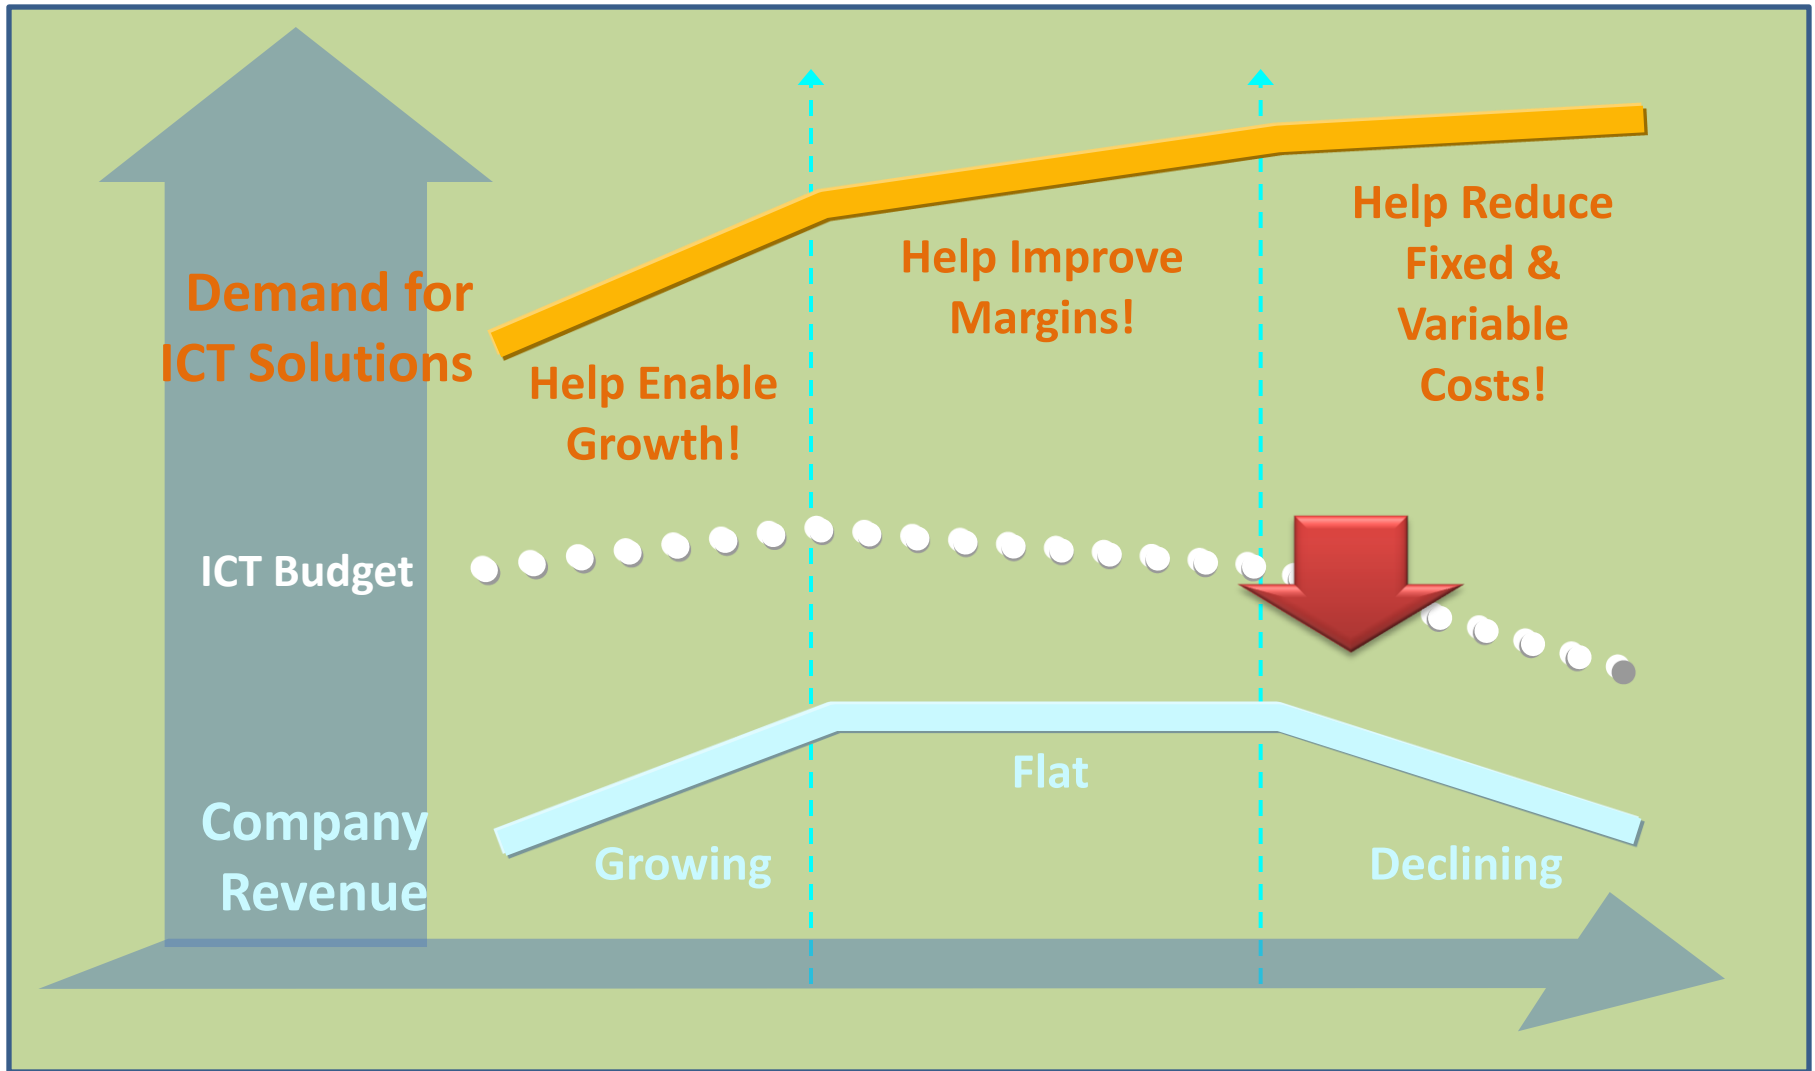 Demand for
ICT Solutions
Help Enable
Growth!
Help Improve
Margins!
Help Reduce
Fixed &
Variable
Costs!
ICT Budget
Company
Revenue
Growing
Flat
Declining